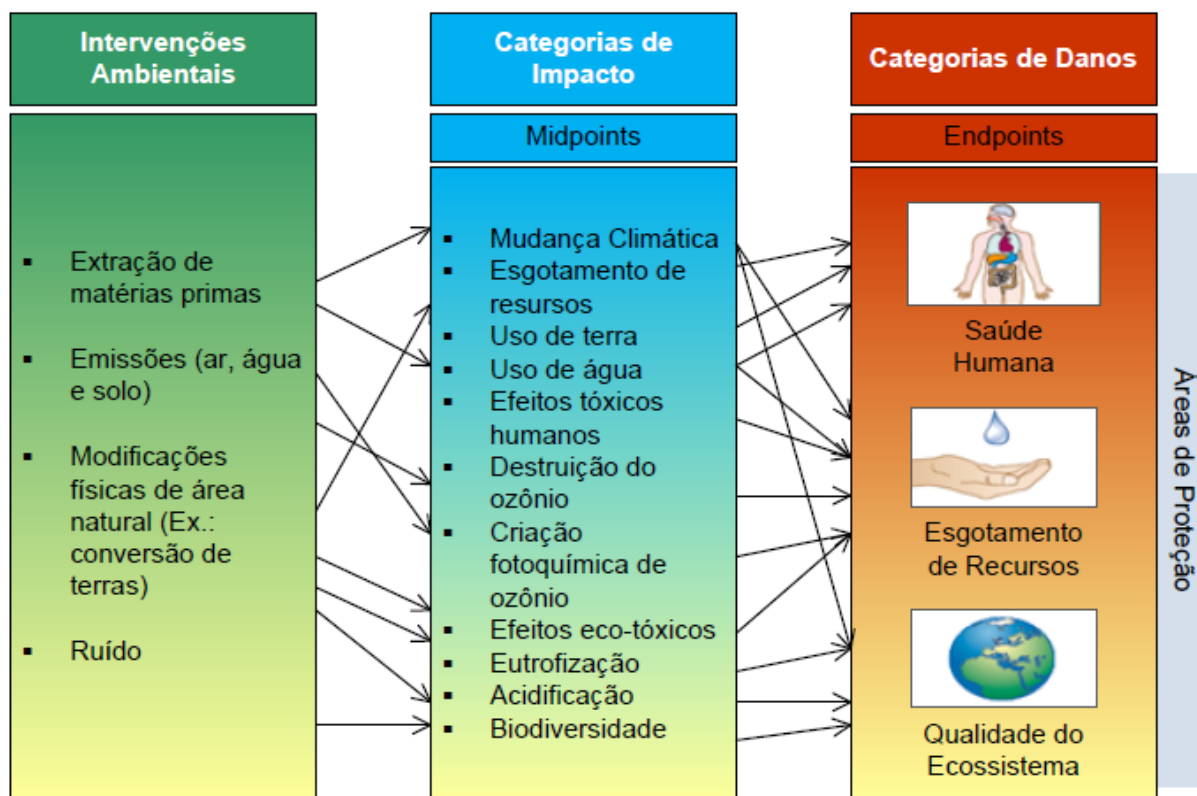 Intervenções
Ambientais
▪ Extração de
matérias primas
▪ Emissões (ar, água
e solo)
▪ Modificações
físicas de área
natural (Ex.:
conversão de
terras)
▪ Ruído
Categorias de
Impacto
Midpoints
▪ Mudança Climática
▪ Esgotamento de
recursos
▪ Uso de terra
▪ Uso de água
▪ Efeitos tóxicos
humanos
▪ Destruição do
ozônio
▪ Criação
fotoquímica de
ozônio
▪ Efeitos eco-tóxicos
▪ Eutrofização
▪ Acidificação
▪ Biodiversidade
Categorias de Danos
Endpoints
Saúde
Humana
Esgotamento
de Recursos
Qualidade do
Ecossistema
Áreas de Proteção